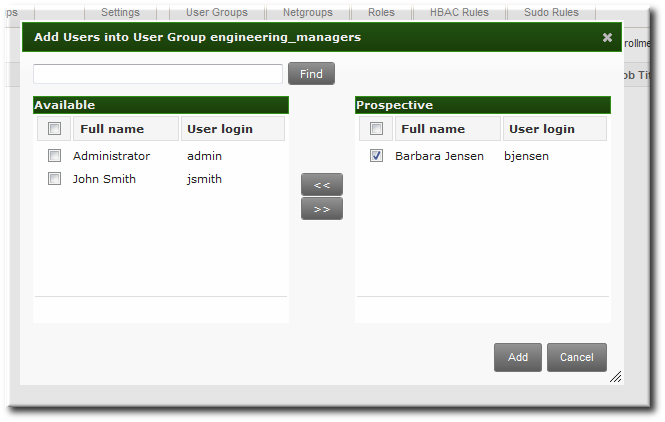 ps Settings User Groups Netgroups Roles HBAC Rules Sudo Rules
Add Users into User Group engineering_managers
rollme
Find
ob Tit
Available
Prospective
Full name User login
Full name User login
Administrator admin
Barbara Jensen bjensen
John Smith jsmith
<<
>>
Add Cancel